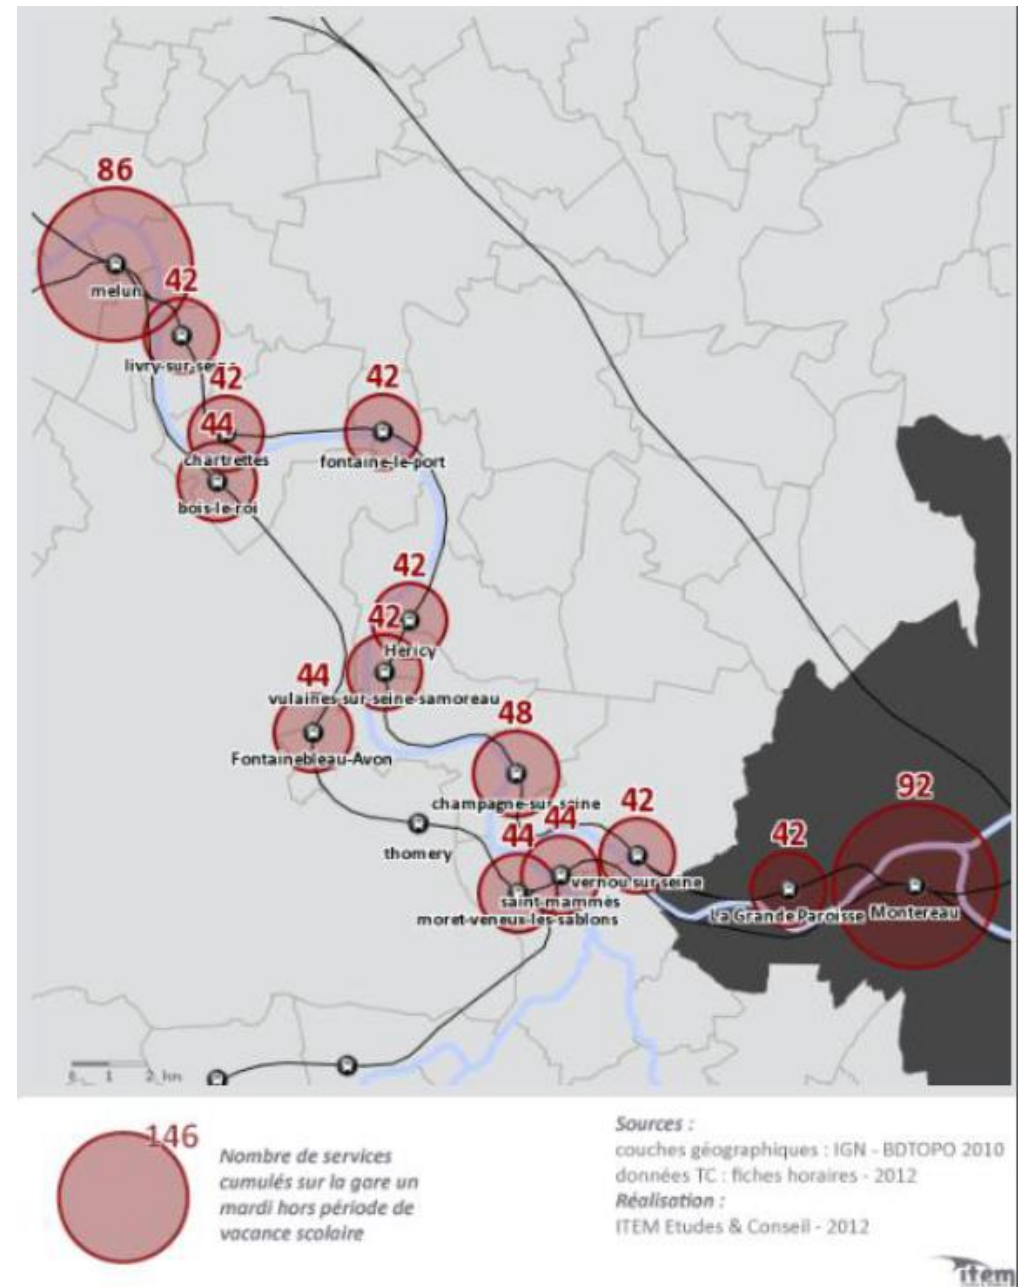 86
melun
42
livry-sur-seine
42
42
44
chartrettes
fontaine-le-port
bois-le-roi
42
42
Hericy
44
vulaines-sur-seine-samoreau
48
Fontainebleau-Avon
champagne-sur-seine
92
42
44
44
42
thomery
vernou sur seine
saint-mammès
moret-veneux-les-sablons
La Grande Paroisse
Montereau
1 2 km
146
Nombre de services
cumulés sur la gare un
mardi hors période de
vacance scolaire
Sources :
couches géographiques : IGN - BDTOPO 2010
données TC : fiches horaires - 2012
Réalisation :
ITEM Etudes & Conseil - 2012
item